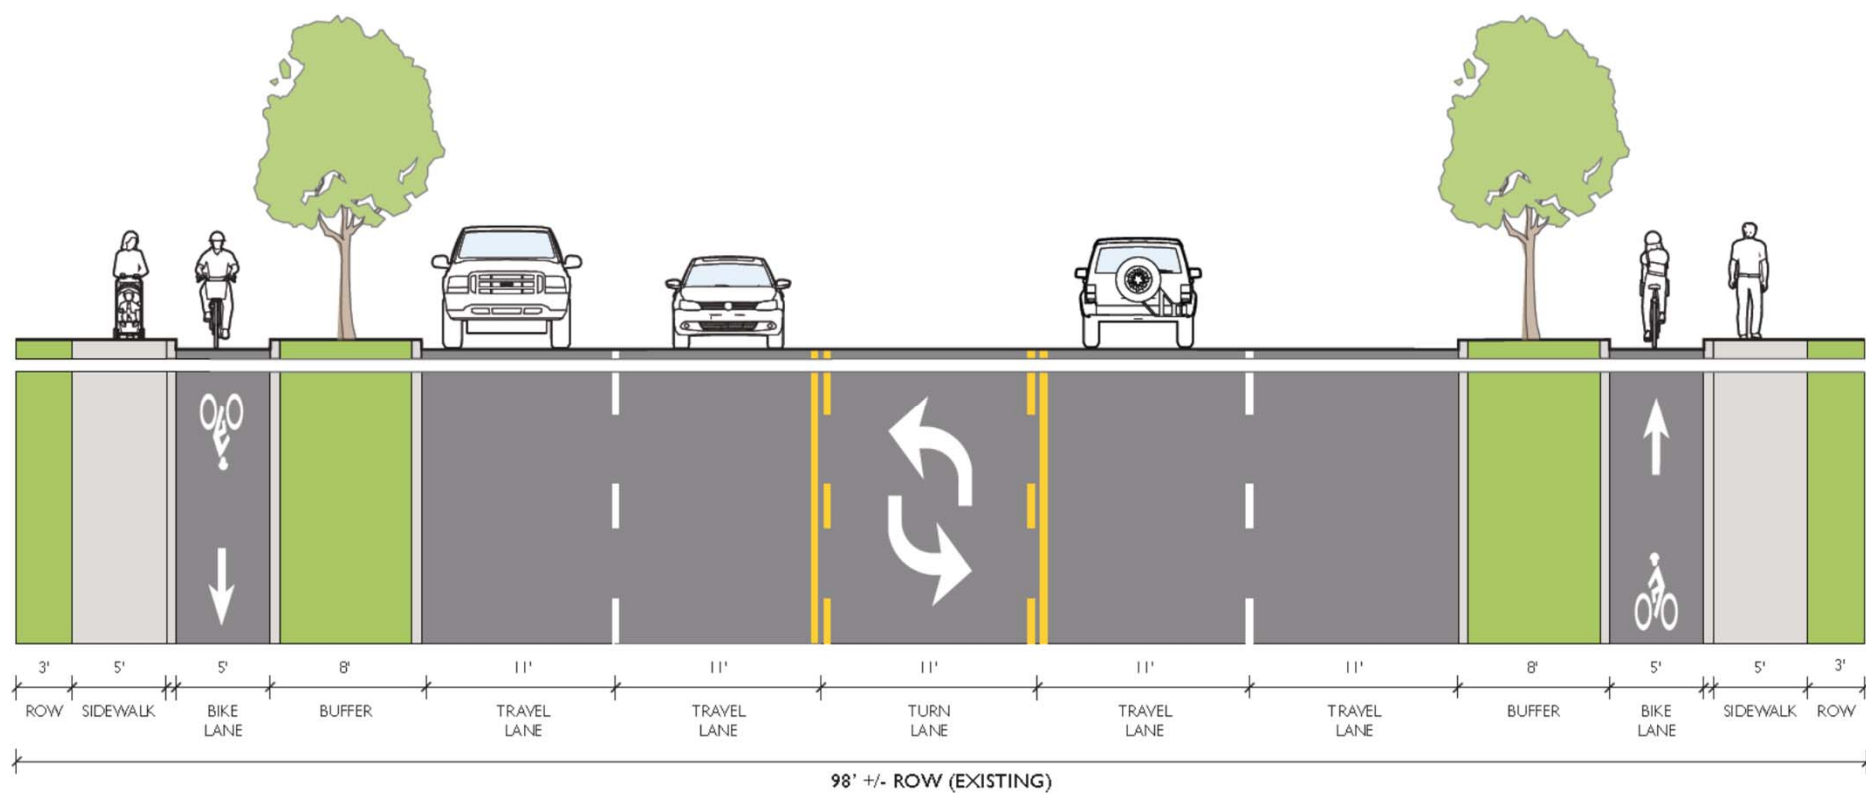 3' 5' 5' 8' 11' 11' 11' 11' 11' 8' 5' 5' 3'
ROW SIDEWALK BIKE BUFFER TRAVEL TRAVEL TURN TRAVEL TRAVEL BUFFER BIKE SIDEWALK ROW
LANE LANE LANE LANE LANE LANE LANE
98' +/- ROW (EXISTING)